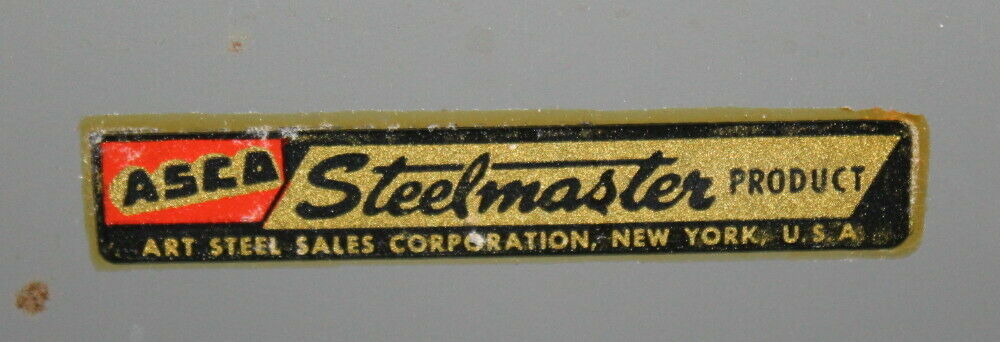 ASCO Steelmaster PRODUCT
ART STEEL SALES CORPORATION, NEW YORK, U.S.A